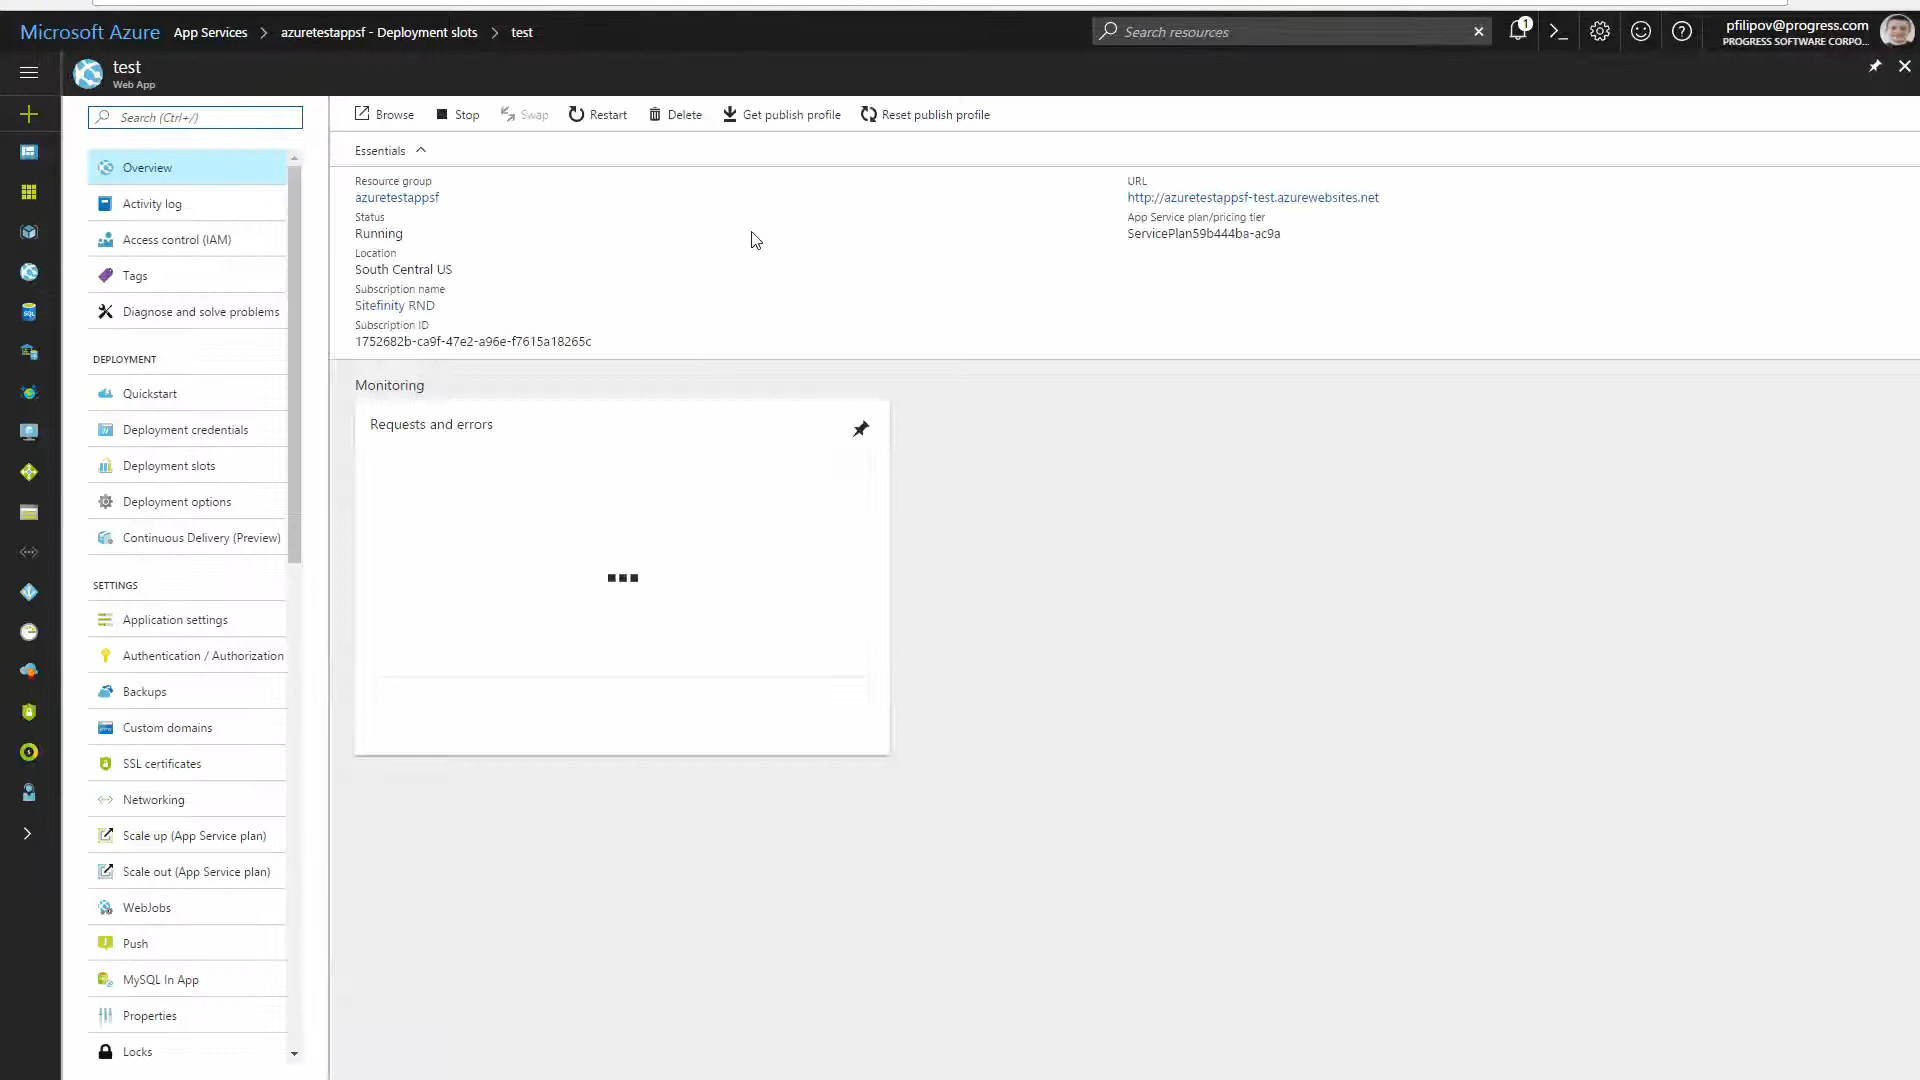 Microsoft Azure App Services > azuretestappsf - Deployment slots > test
Search resources
1
pfilipov@progress.com
PROGRESS SOFTWARE CORPO...
test
Web App
Search (Ctrl+/)
Overview
Activity log
Access control (IAM)
Tags
Diagnose and solve problems
DEPLOYMENT
Quickstart
Deployment credentials
Deployment slots
Deployment options
Continuous Delivery (Preview)
SETTINGS
Application settings
Authentication / Authorization
Backups
Custom domains
SSL certificates
Networking
Scale up (App Service plan)
Scale out (App Service plan)
WebJobs
Push
MySQL In App
Properties
Locks
Browse Stop Swap Restart Delete Get publish profile Reset publish profile
Essentials
Resource group
azuretestappsf
Status
Running
Location
South Central US
Subscription name
Sitefinity RND
Subscription ID
1752682b-ca9f-47e2-a96e-f7615a18265c
URL
http://azuretestappsf-test.azurewebsites.net
App Service plan/pricing tier
ServicePlan59b444ba-ac9a
Monitoring
Requests and errors